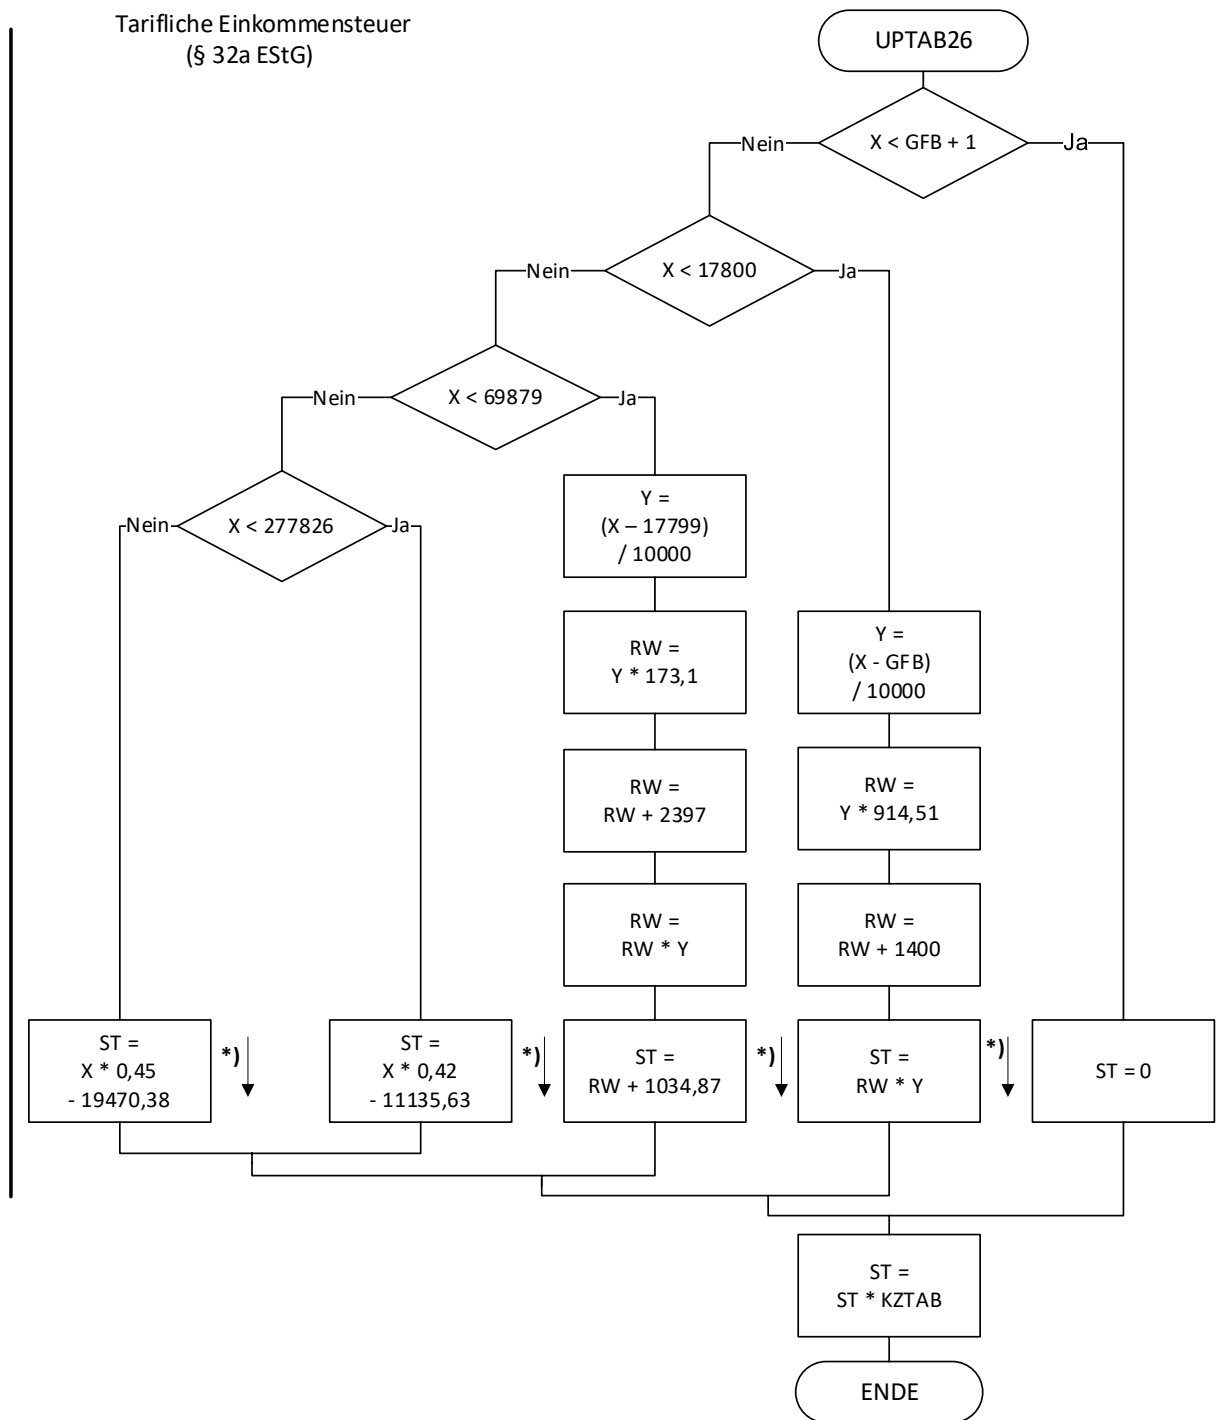 Tarifliche Einkommensteuer
(§ 32a EStG)
UPTAB26
X < GFB + 1
Nein
Ja
X < 17800
Nein
Ja
X < 69879
Nein
Ja
X < 277826
Nein
Ja
Y =
(X – 17799)
/ 10000
RW =
Y * 173,1
RW =
RW + 2397
RW =
RW * Y
Y =
(X - GFB)
/ 10000
RW =
Y * 914,51
RW =
RW + 1400
ST =
X * 0,45
- 19470,38
*)
ST =
X * 0,42
- 11135,63
*)
ST =
RW + 1034,87
*)
ST =
RW * Y
*)
ST = 0
ST =
ST * KZTAB
ENDE